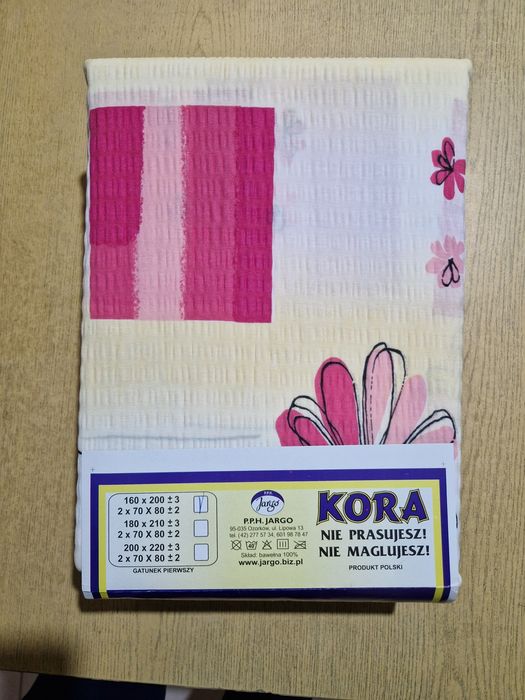 160 x 200 ± 3
2 x 70 X 80 ± 2
180 x 210 ± 3
2 x 70 X 80 ± 2
200 x 220 ± 3
2 x 70 X 80 ± 2
GATUNEK PIERWSZY
P.P.H.
Jargo
P.P.H. JARGO
95-035 Ozorków, ul. Lipowa 13
tel. (42) 277 57 34, 601 98 78 47
Skład: bawełna 100%
www.jargo.biz.pl
KORA
NIE PRASUJESZ!
NIE MAGLUJESZ!
PRODUKT POLSKI